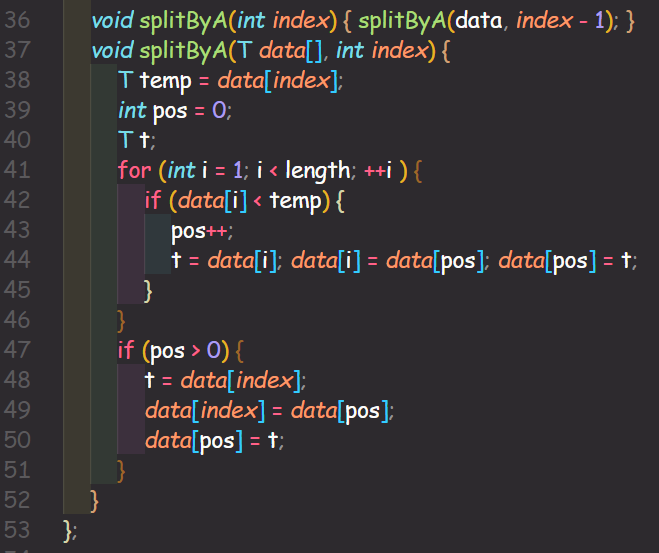 36 void splitByA(int index) { splitByA(data, index - 1); }
37 void splitByA(T data[], int index) {
38 T temp = data[index];
39 int pos = 0;
40 T t;
41 for (int i = 1; i < length; ++i ) {
42 if (data[i] < temp) {
43 pos++;
44 t = data[i]; data[i] = data[pos]; data[pos] = t;
45 }
46 }
47 if (pos > 0) {
48 t = data[index];
49 data[index] = data[pos];
50 data[pos] = t;
51 }
52 }
53 };